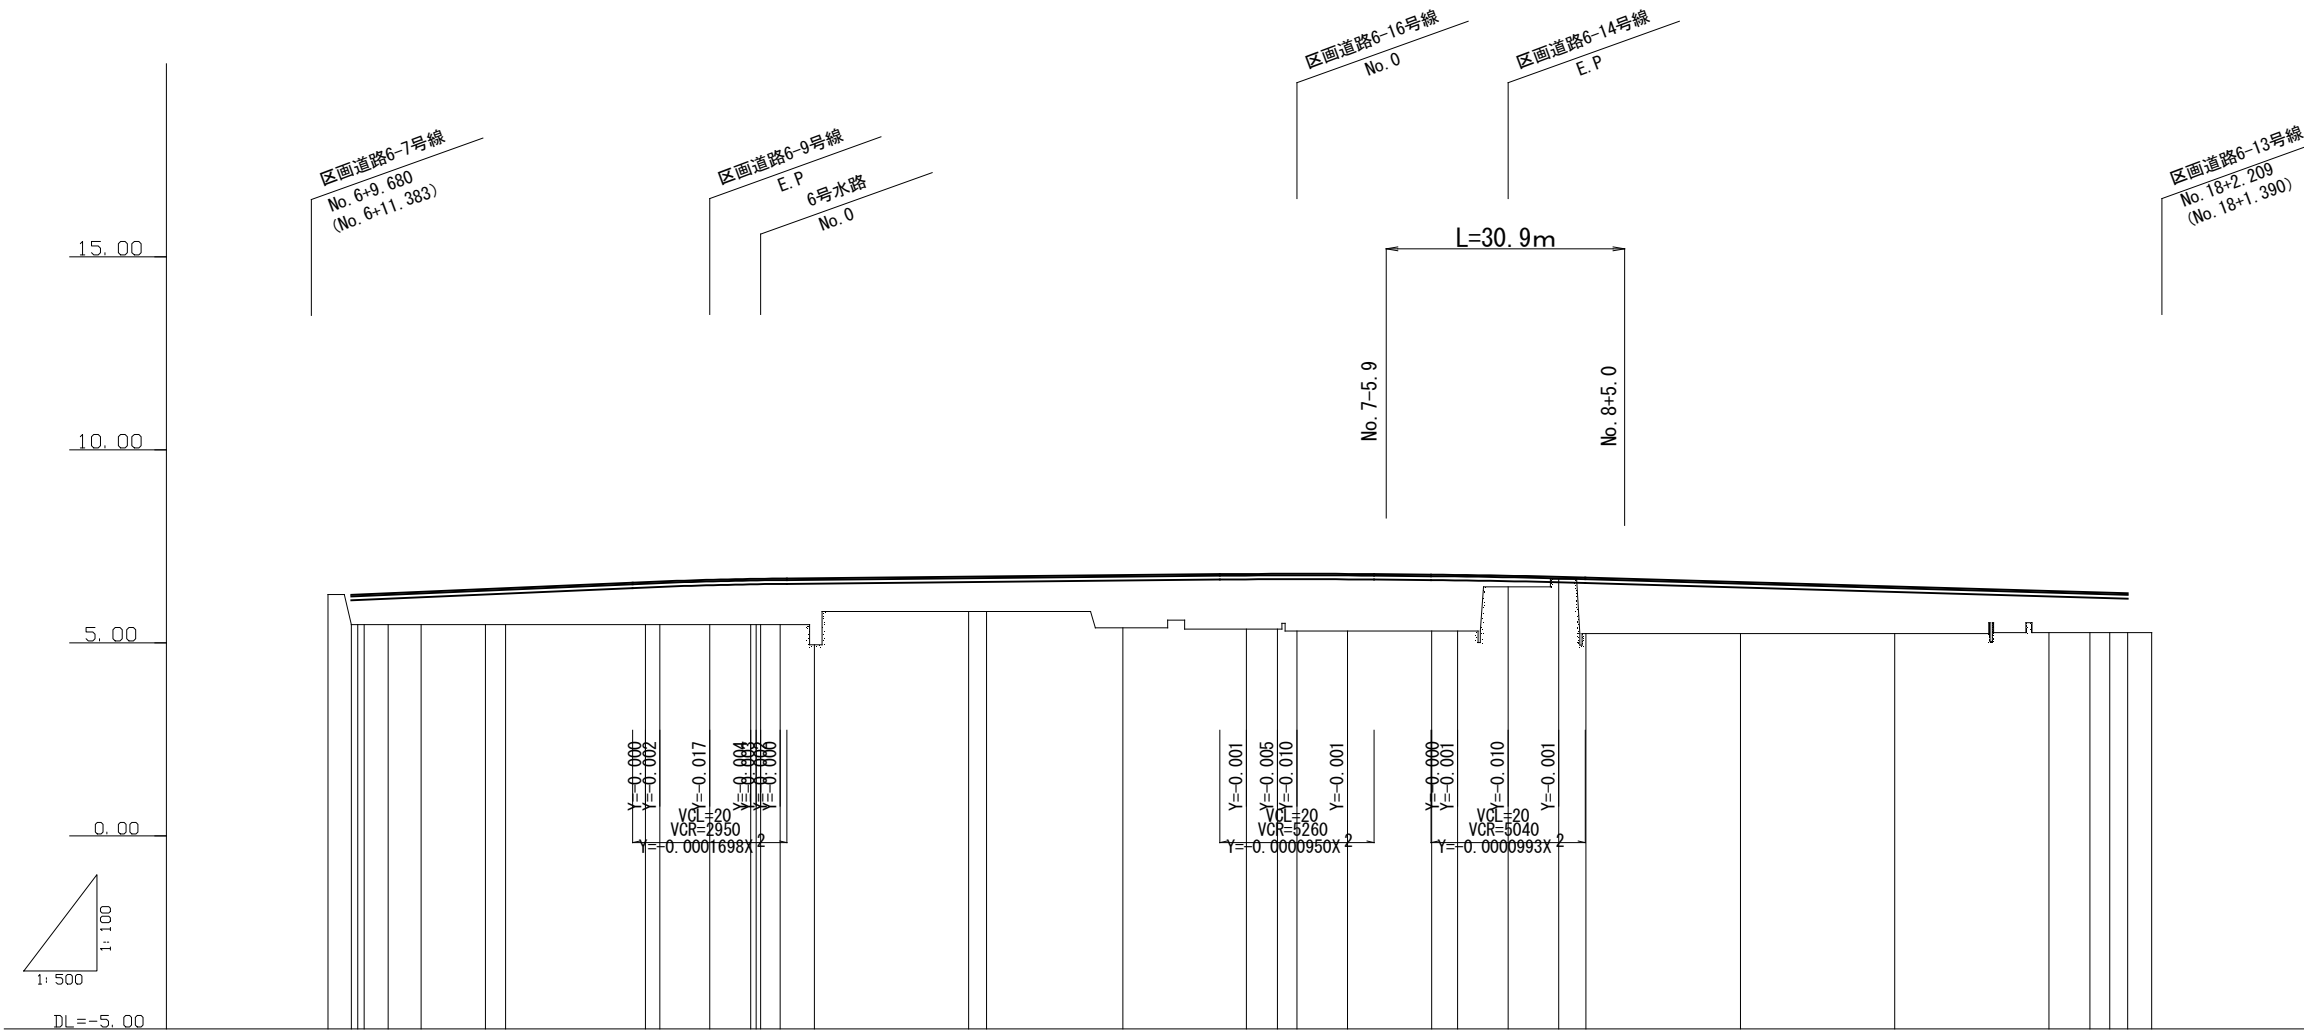 区画道路6-16号線
No.0
区画道路6-14号線
E.P
区画道路6-7号線
No.6+9.680
(No.6+11.383)
区画道路6-9号線
E.P
6号水路
No.0
区画道路6-13号線
No.18+2.209
(No.18+1.390)
15.00
10.00
5.00
0.00
DL=-5.00
L=30.9m
No.7-5.9
No.8+5.0
Y=-0.000
Y=-0.002
Y=-0.017
Y=-0.004
Y=-0.000
VCL=20
VCR=2950
Y=-0.0001698X2
Y=-0.001
Y=-0.005
Y=-0.010
Y=-0.001
VCL=20
VCR=5260
Y=-0.0000950X2
Y=-0.000
Y=-0.001
Y=-0.010
Y=-0.001
VCL=20
VCR=5040
Y=-0.0000993X2
1:100
1:500